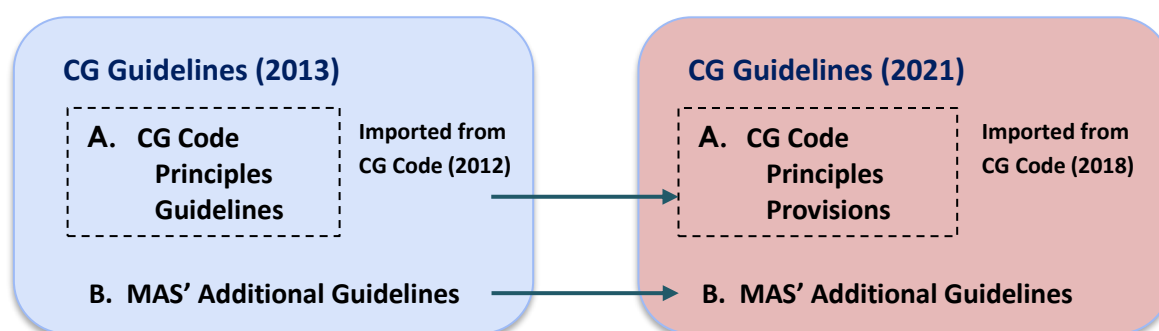 CG Guidelines (2013)
A. CG Code
Principles
Guidelines
Imported from
CG Code (2012)
B. MAS’ Additional Guidelines
CG Guidelines (2021)
A. CG Code
Principles
Provisions
Imported from
CG Code (2018)
B. MAS’ Additional Guidelines